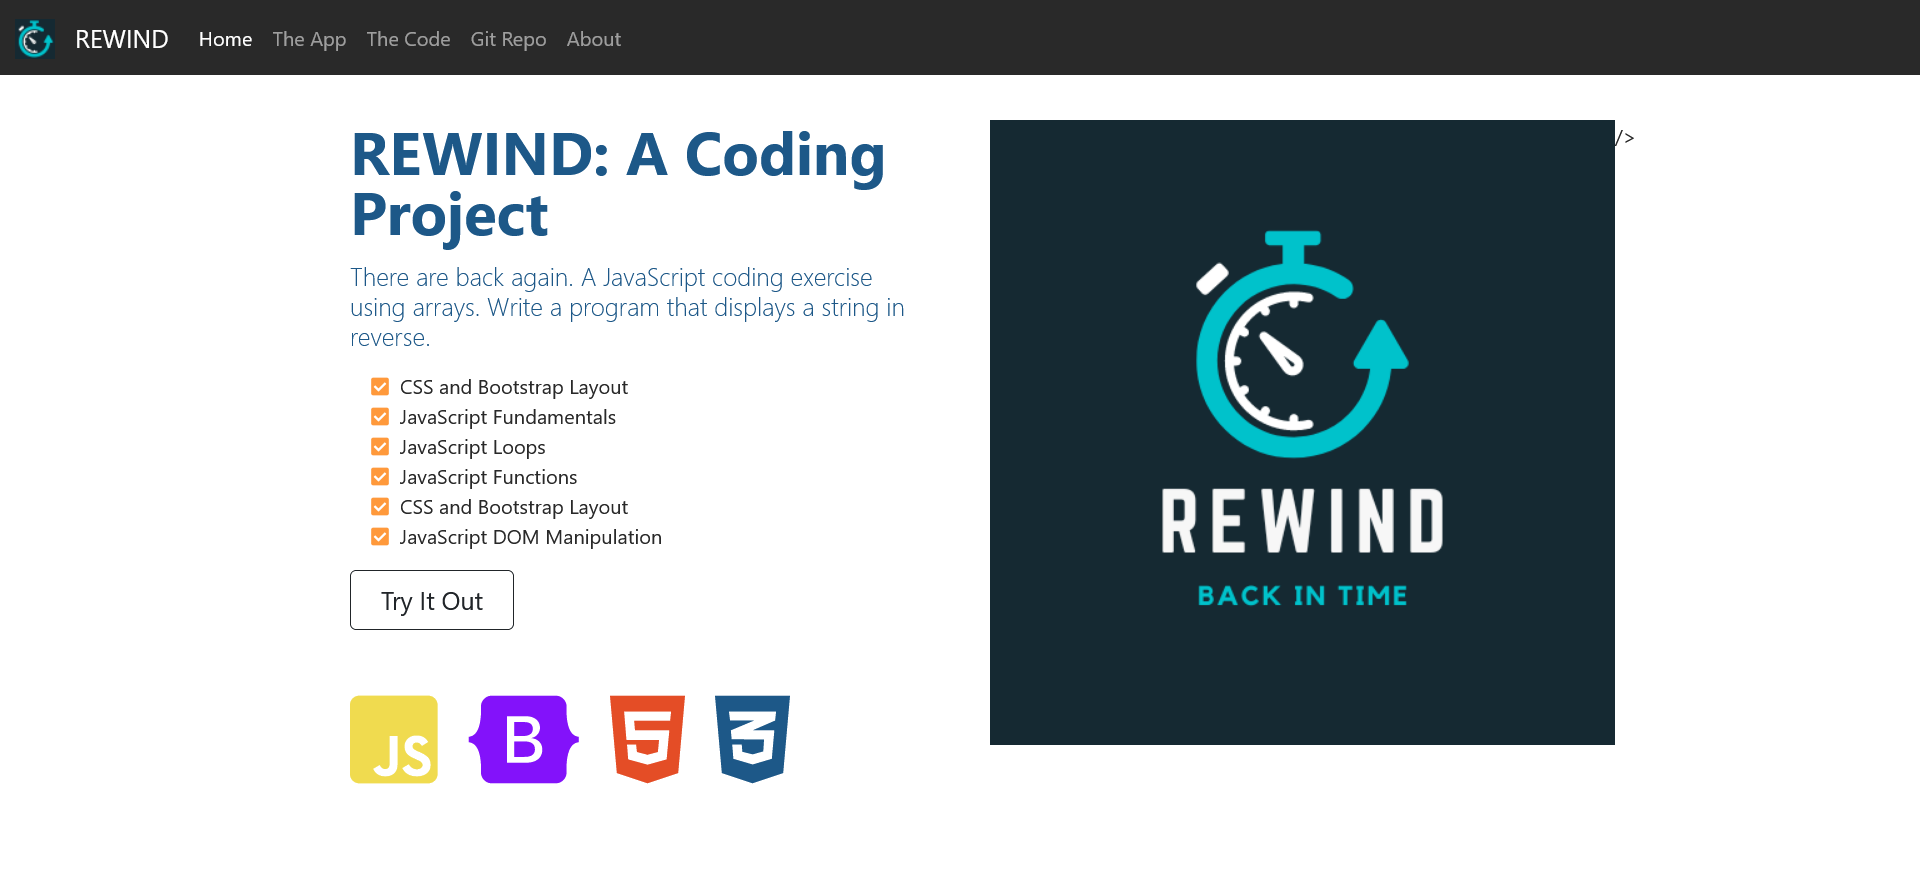 REWIND Home The App The Code Git Repo About
REWIND: A Coding
Project
There are back again. A JavaScript coding exercise
using arrays. Write a program that displays a string in
reverse.
CSS and Bootstrap Layout
JavaScript Fundamentals
JavaScript Loops
JavaScript Functions
CSS and Bootstrap Layout
JavaScript DOM Manipulation
Try It Out
JS
B
5
3
REWIND
BACK IN TIME
/>